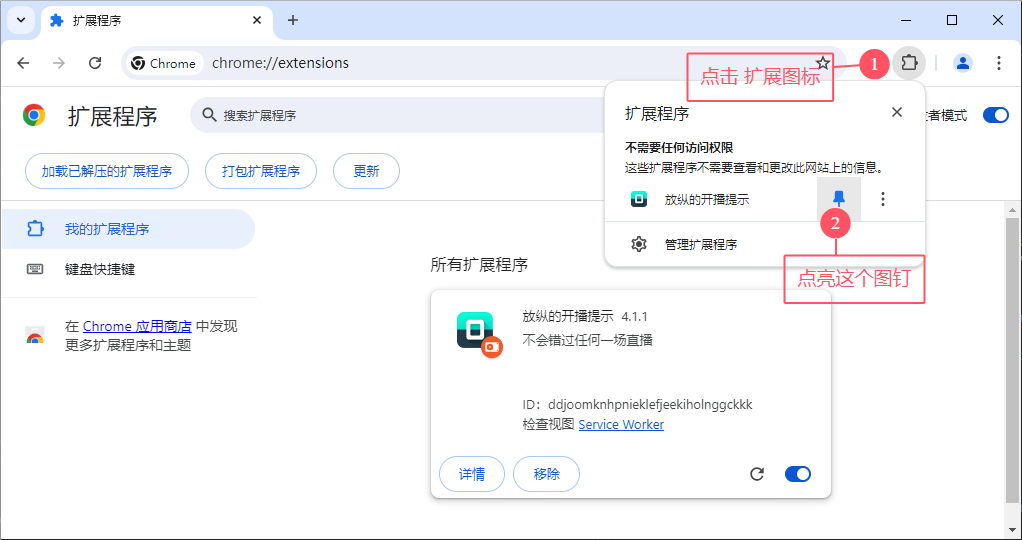 扩展程序
Chrome
chrome://extensions
点击 扩展图标
1
扩展程序
搜索扩展程序
者模式
加载已解压的扩展程序
打包扩展程序
更新
扩展程序
不需要任何访问权限
这些扩展程序不需要查看和更改此网站上的信息。
放纵的开播提示
2
管理扩展程序
点亮这个图钉
我的扩展程序
键盘快捷键
在 Chrome 应用商店 中发现
更多扩展程序和主题
所有扩展程序
放纵的开播提示 4.1.1
不会错过任何一场直播
ID：ddjoomknhpnieklefjeekiholnggckkk
检查视图 Service Worker
详情
移除